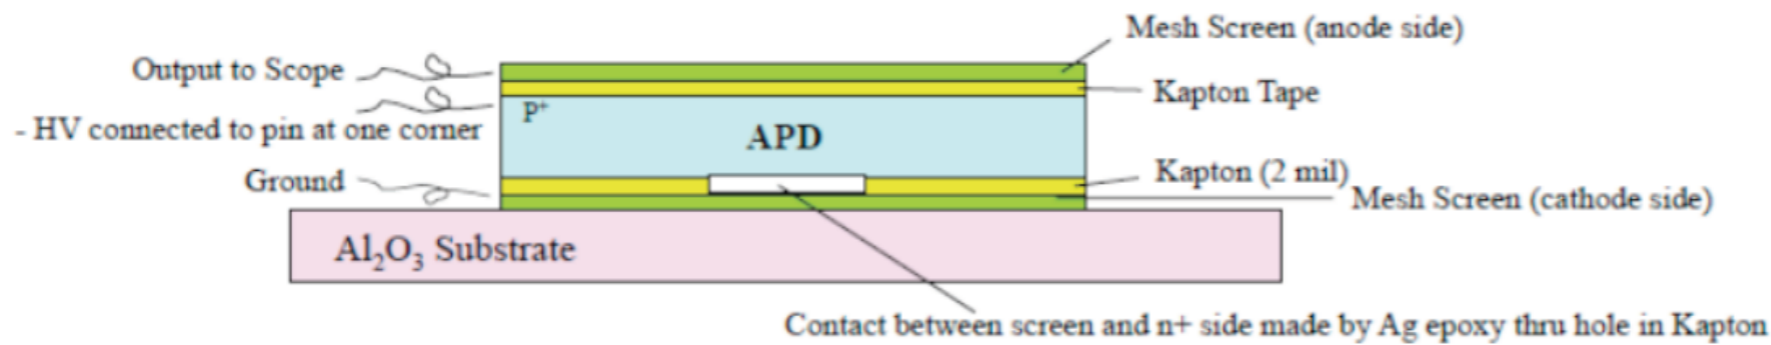 Mesh Screen (anode side)
Output to Scope
Kapton Tape
P+
- HV connected to pin at one corner
APD
Kapton (2 mil)
Ground
Mesh Screen (cathode side)
Al₂O₃ Substrate
Contact between screen and n+ side made by Ag epoxy thru hole in Kapton